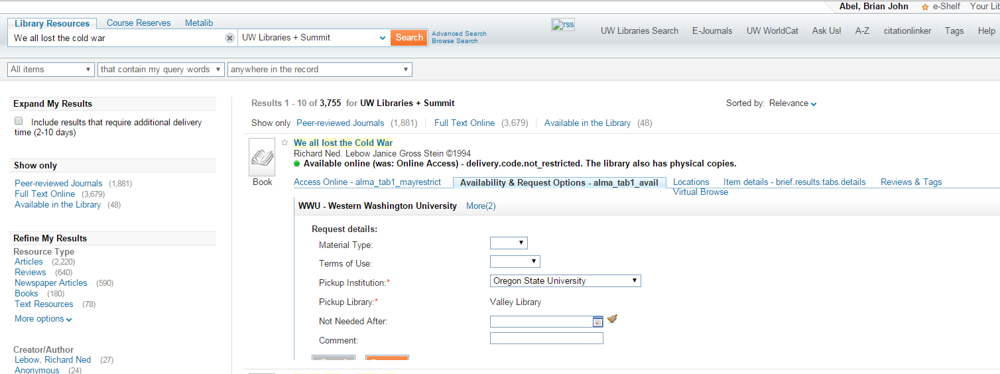 Abel, Brian John e-Shelf Your Lib
Library Resources Course Reserves Metalib
rss
UW Libraries Search E-Journals UW WorldCat Ask Us! A-Z citationlinker Tags Help
We all lost the cold war UW Libraries + Summit Search Advanced Search
Browse Search
All items that contain my query words anywhere in the record
Expand My Results
Include results that require additional delivery
time (2-10 days)
Show only
Peer-reviewed Journals (1,881)
Full Text Online (3,679)
Available in the Library (48)
Refine My Results
Resource Type
Articles (2,220)
Reviews (640)
Newspaper Articles (590)
Books (180)
Text Resources (78)
More options
Creator/Author
Lebow, Richard Ned (27)
Anonymous (24)
Results 1 - 10 of 3,755 for UW Libraries + Summit Sorted by: Relevance
Show only Peer-reviewed Journals (1,881) Full Text Online (3,679) Available in the Library (48)
We all lost the Cold War
Richard Ned. Lebow Janice Gross Stein ©1994
Available online (was: Online Access) - delivery.code.not_restricted. The library also has physical copies.
Book
Access Online - alma_tab1_mayrestrict Availability & Request Options - alma_tab1_avail Locations Item details - brief.results.tabs.details Reviews & Tags
Virtual Browse
WWU - Western Washington University More(2)
Request details:
Material Type:
Terms of Use:
Pickup Institution:* Oregon State University
Pickup Library:* Valley Library
Not Needed After:
Comment: